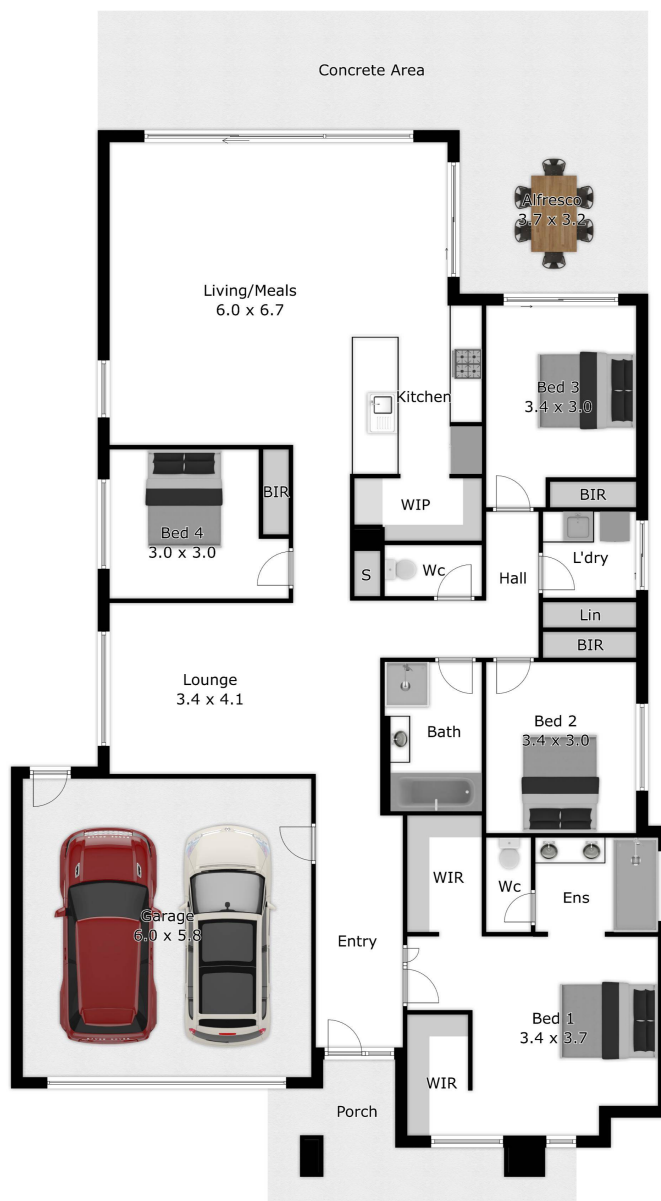 Concrete Area
Alfresco
3.7 x 3.2
Living/Meals
6.0 x 6.7
Kitchen
Bed 3
3.4 x 3.0
BIR
WIP
BIR
Bed 4
3.0 x 3.0
S
Wc
Hall
L'dry
Lin
BIR
Lounge
3.4 x 4.1
Bath
Bed 2
3.4 x 3.0
WIR
Wc
Ens
Garage
6.0 x 5.8
Entry
Bed 1
3.4 x 3.7
WIR
Porch